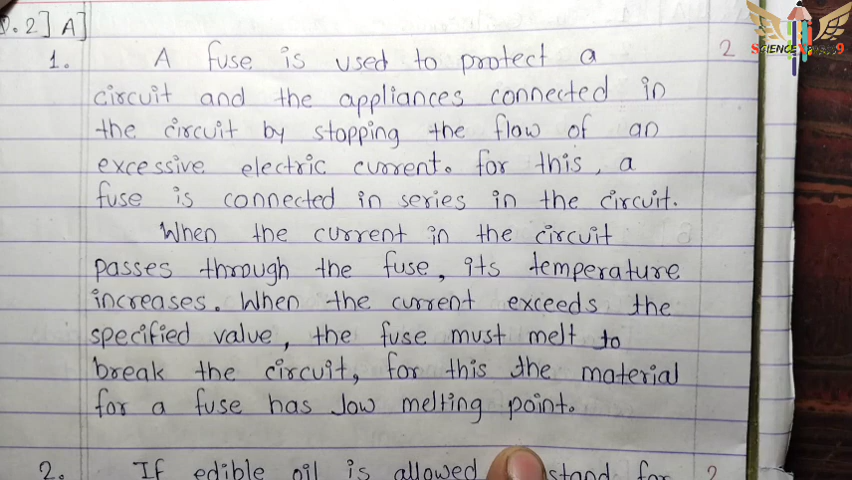 Q. 2] A]
1. A fuse is used to protect a 2
circuit and the appliances connected in
the circuit by stopping the flow of an
excessive electric current. for this, a
fuse is connected in series in the circuit.
When the current in the circuit
passes through the fuse, its temperature
increases. When the current exceeds the
specified value, the fuse must melt to
break the circuit, for this the material
for a fuse has low melting point.
2. If edible oil is allowed stand for 2